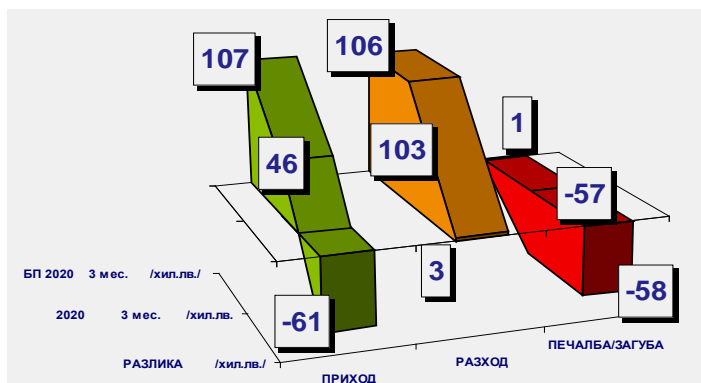 107
106
1
46
103
-57
3
-58
-61
БП 2020 3 мес. /хил.лв./
2020 3 мес. /хил.лв.
РАЗЛИКА /хил.лв./
ПРИХОД
РАЗХОД
ПЕЧАЛБА/ЗАГУБА